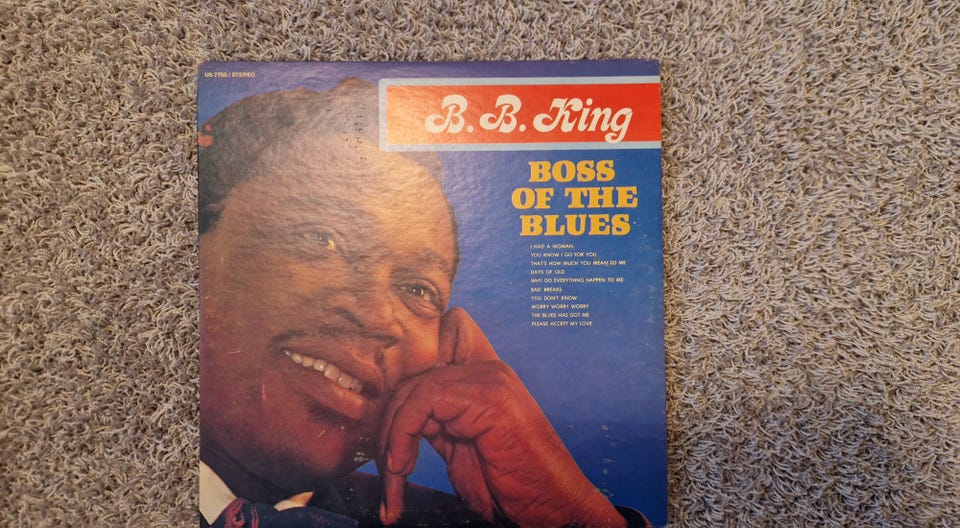 US-7750 / STEREO
B. B. King
BOSS
OF THE
BLUES
I HAD A WOMAN
YOU KNOW I GO FOR YOU
THAT'S HOW MUCH YOU MEAN TO ME
DAYS OF OLD
WHY DO EVERYTHING HAPPEN TO ME
BAD BREAKS
YOU DON'T KNOW
WORRY WORRY WORRY
THE BLUES HAS GOT ME
PLEASE ACCEPT MY LOVE